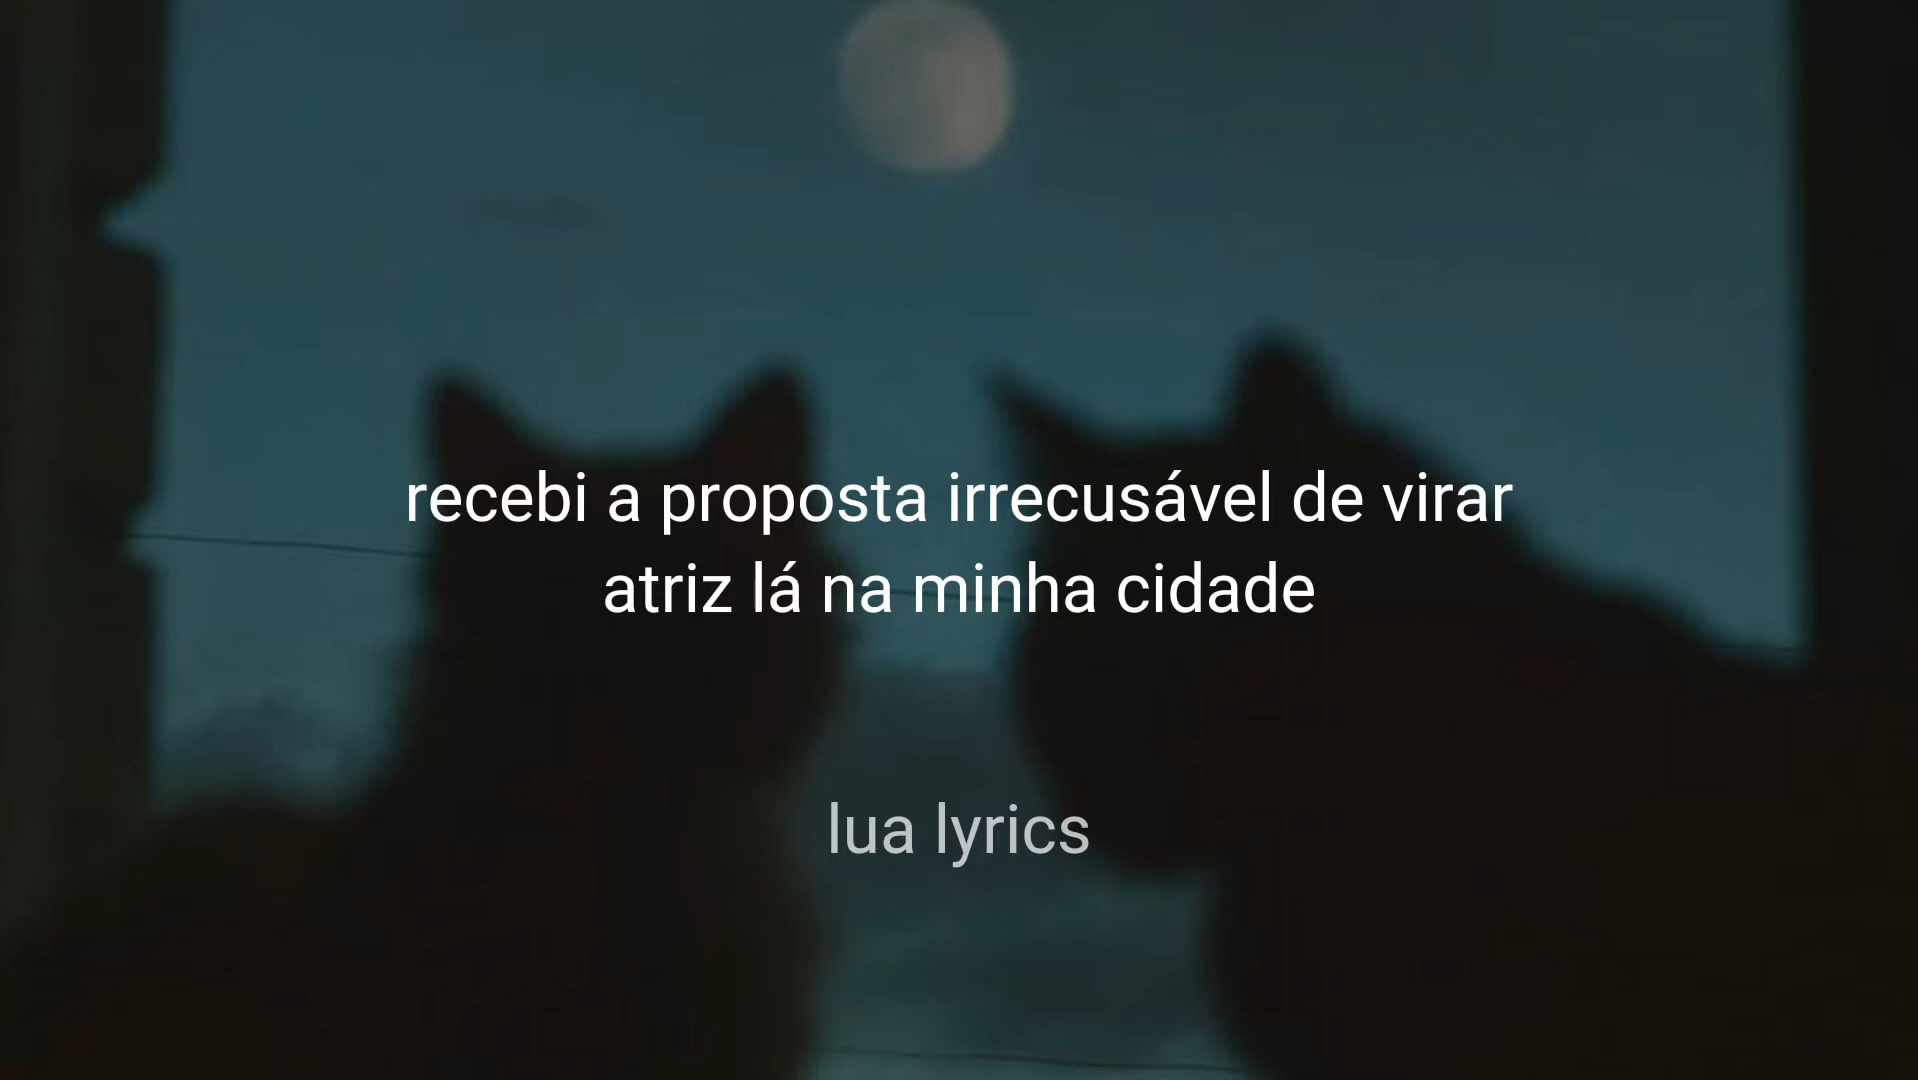 recebi a proposta irrecusável de virar
atriz lá na minha cidade
lua lyrics